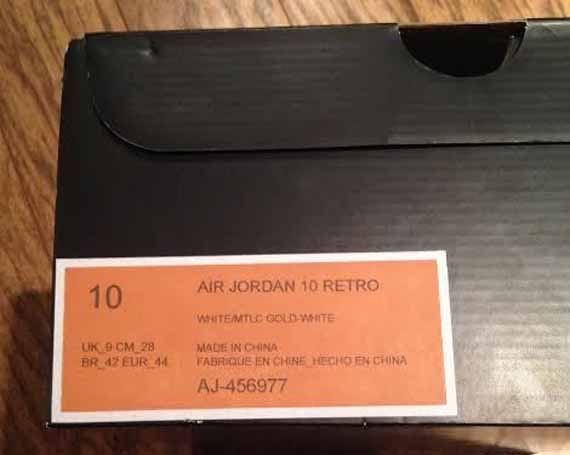 10
AIR JORDAN 10 RETRO
WHITE/MTLC GOLD-WHITE
UK_9 CM_28
BR_42 EUR_44
MADE IN CHINA
FABRIQUE EN CHINE_HECHO EN CHINA
AJ-456977